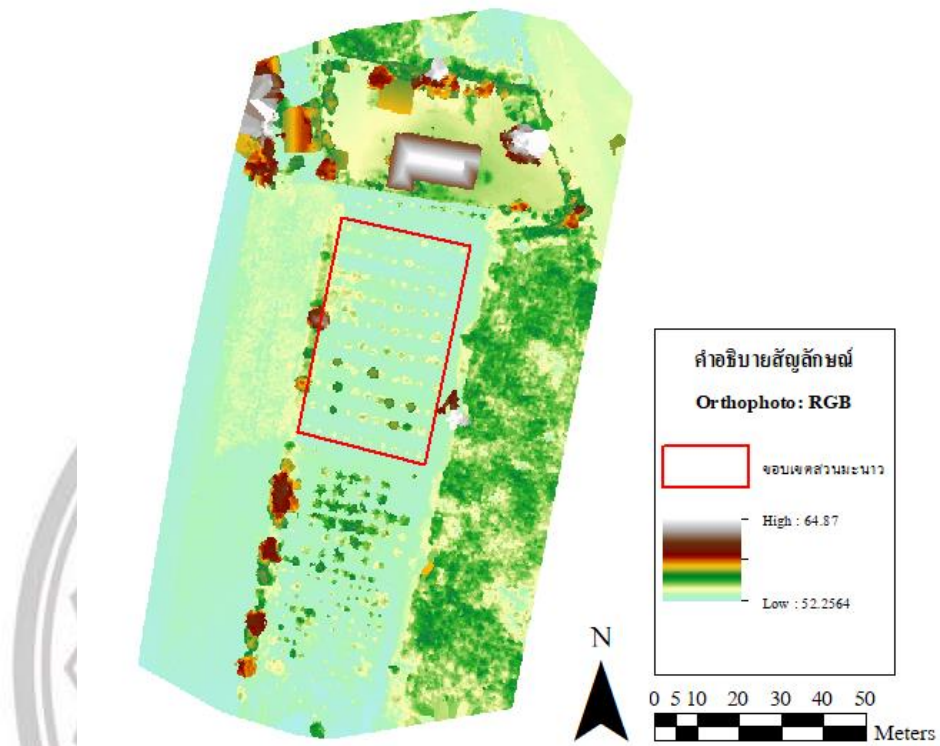 คำอธิบายสัญลักษณ์
Orthophoto: RGB
ขอบเขตสวนมะนาว
High : 64.87
Low : 52.2564
N
0 5 10 20 30 40 50
Meters